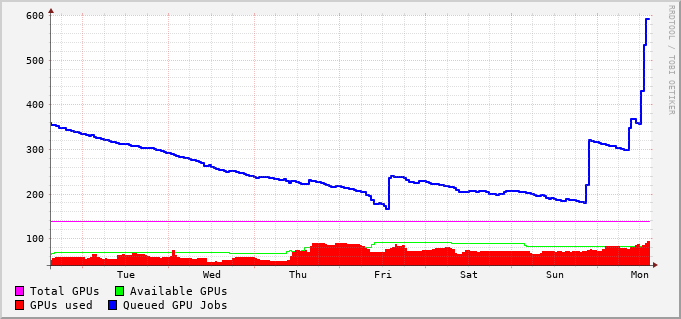 600
500
400
300
200
100
Tue Wed Thu Fri Sat Sun Mon
Total GPUs Available GPUs
GPUs used Queued GPU Jobs
RRDTOOL / TOBI OETIKER